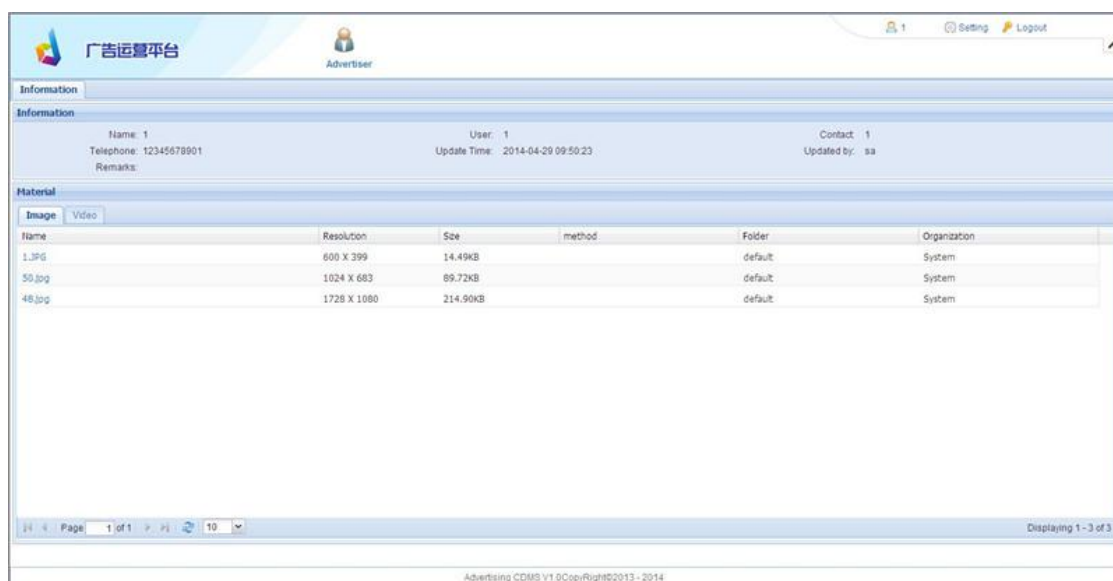 1 Setting Logout
广告运营平台
Advertiser
Information
Information
Name: 1 User: 1 Contact 1
Telephone: 12345678901 Update Time: 2014-04-29 09:50:23 Updated by: sa
Remarks:
Material
Image Video
Name Resolution Size method Folder Organization
1.JPG 600 X 399 14.49KB default System
50.jpg 1024 X 683 89.72KB default System
48.jpg 1728 X 1080 214.90KB default System
Page 1 of 1 10 Displaying 1 - 3 of 3
Advertising CDMS V1.0CopyRight©2013 - 2014